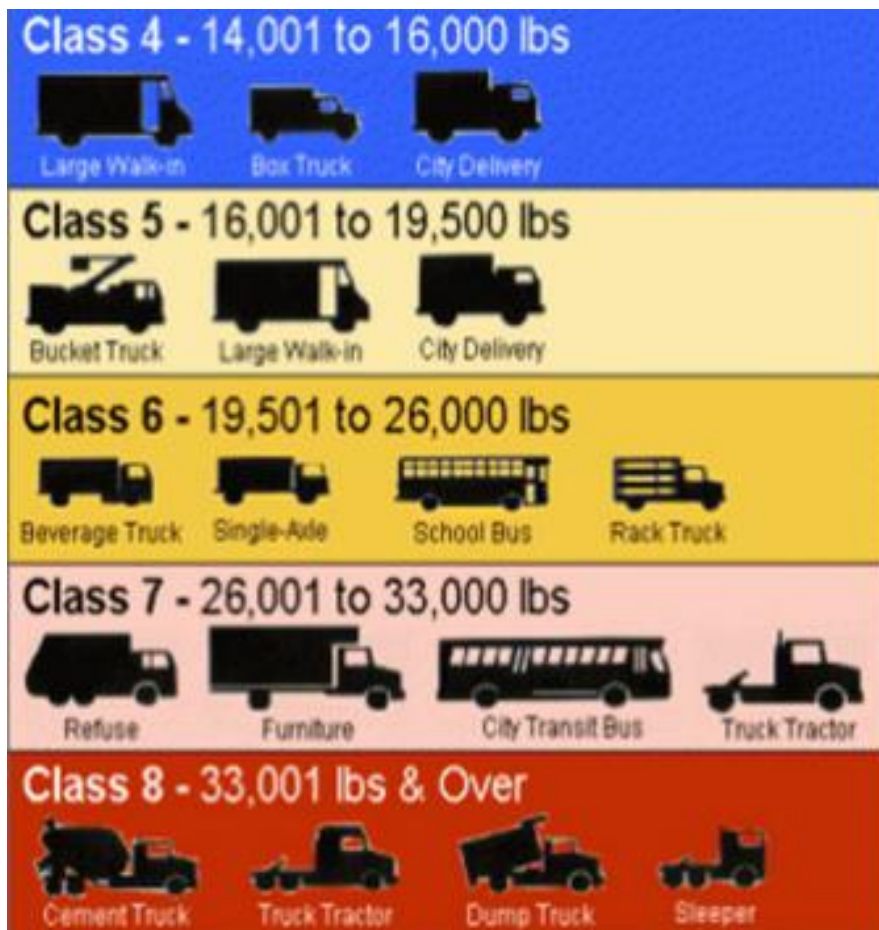 Class 4 - 14,001 to 16,000 lbs
Large Walk-in Box Truck City Delivery
Class 5 - 16,001 to 19,500 lbs
Bucket Truck Large Walk-in City Delivery
Class 6 - 19,501 to 26,000 lbs
Beverage Truck Single-Axle School Bus Rack Truck
Class 7 - 26,001 to 33,000 lbs
Refuse Furniture City Transit Bus Truck Tractor
Class 8 - 33,001 lbs & Over
Cement Truck Truck Tractor Dump Truck Sleeper